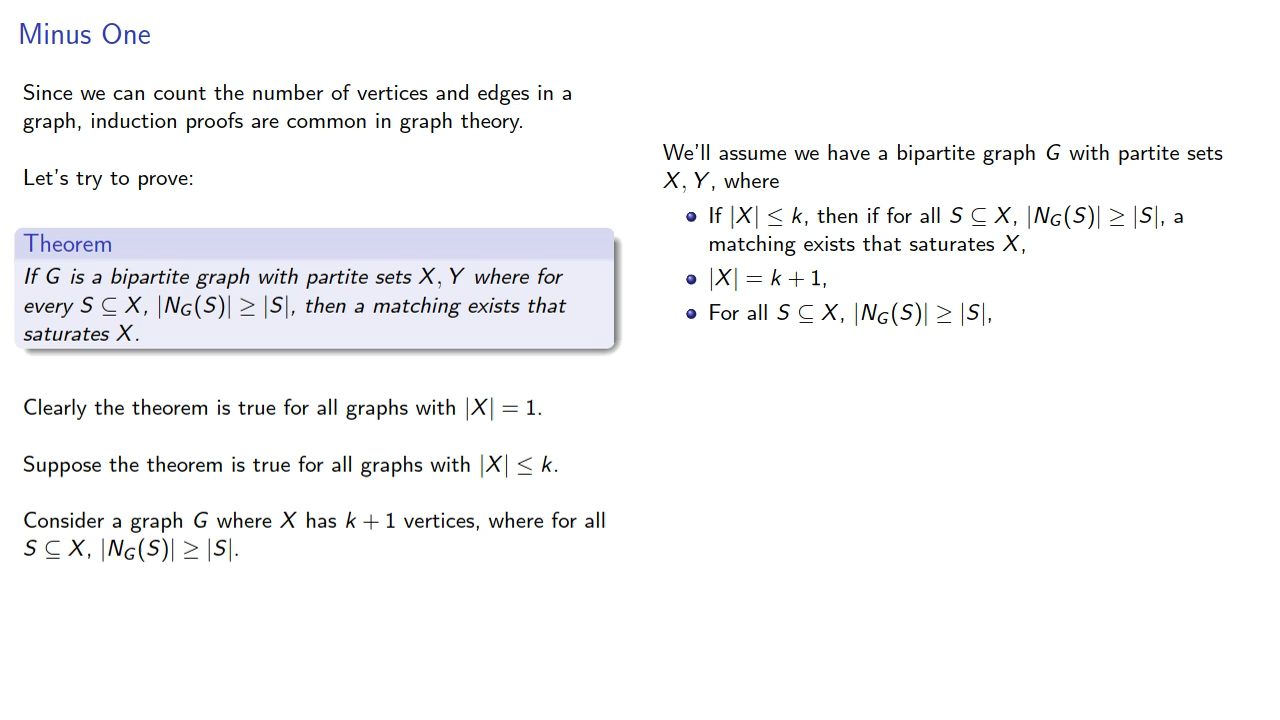 Minus One
Since we can count the number of vertices and edges in a
graph, induction proofs are common in graph theory.
Let's try to prove:
Theorem
If G is a bipartite graph with partite sets X, Y where for
every S ⊆ X, |N_G(S)| ≥ |S|, then a matching exists that
saturates X.
Clearly the theorem is true for all graphs with |X| = 1.
Suppose the theorem is true for all graphs with |X| ≤ k.
Consider a graph G where X has k + 1 vertices, where for all
S ⊆ X, |N_G(S)| ≥ |S|.
We'll assume we have a bipartite graph G with partite sets
X, Y, where
• If |X| ≤ k, then if for all S ⊆ X, |N_G(S)| ≥ |S|, a
matching exists that saturates X,
• |X| = k + 1,
• For all S ⊆ X, |N_G(S)| ≥ |S|,